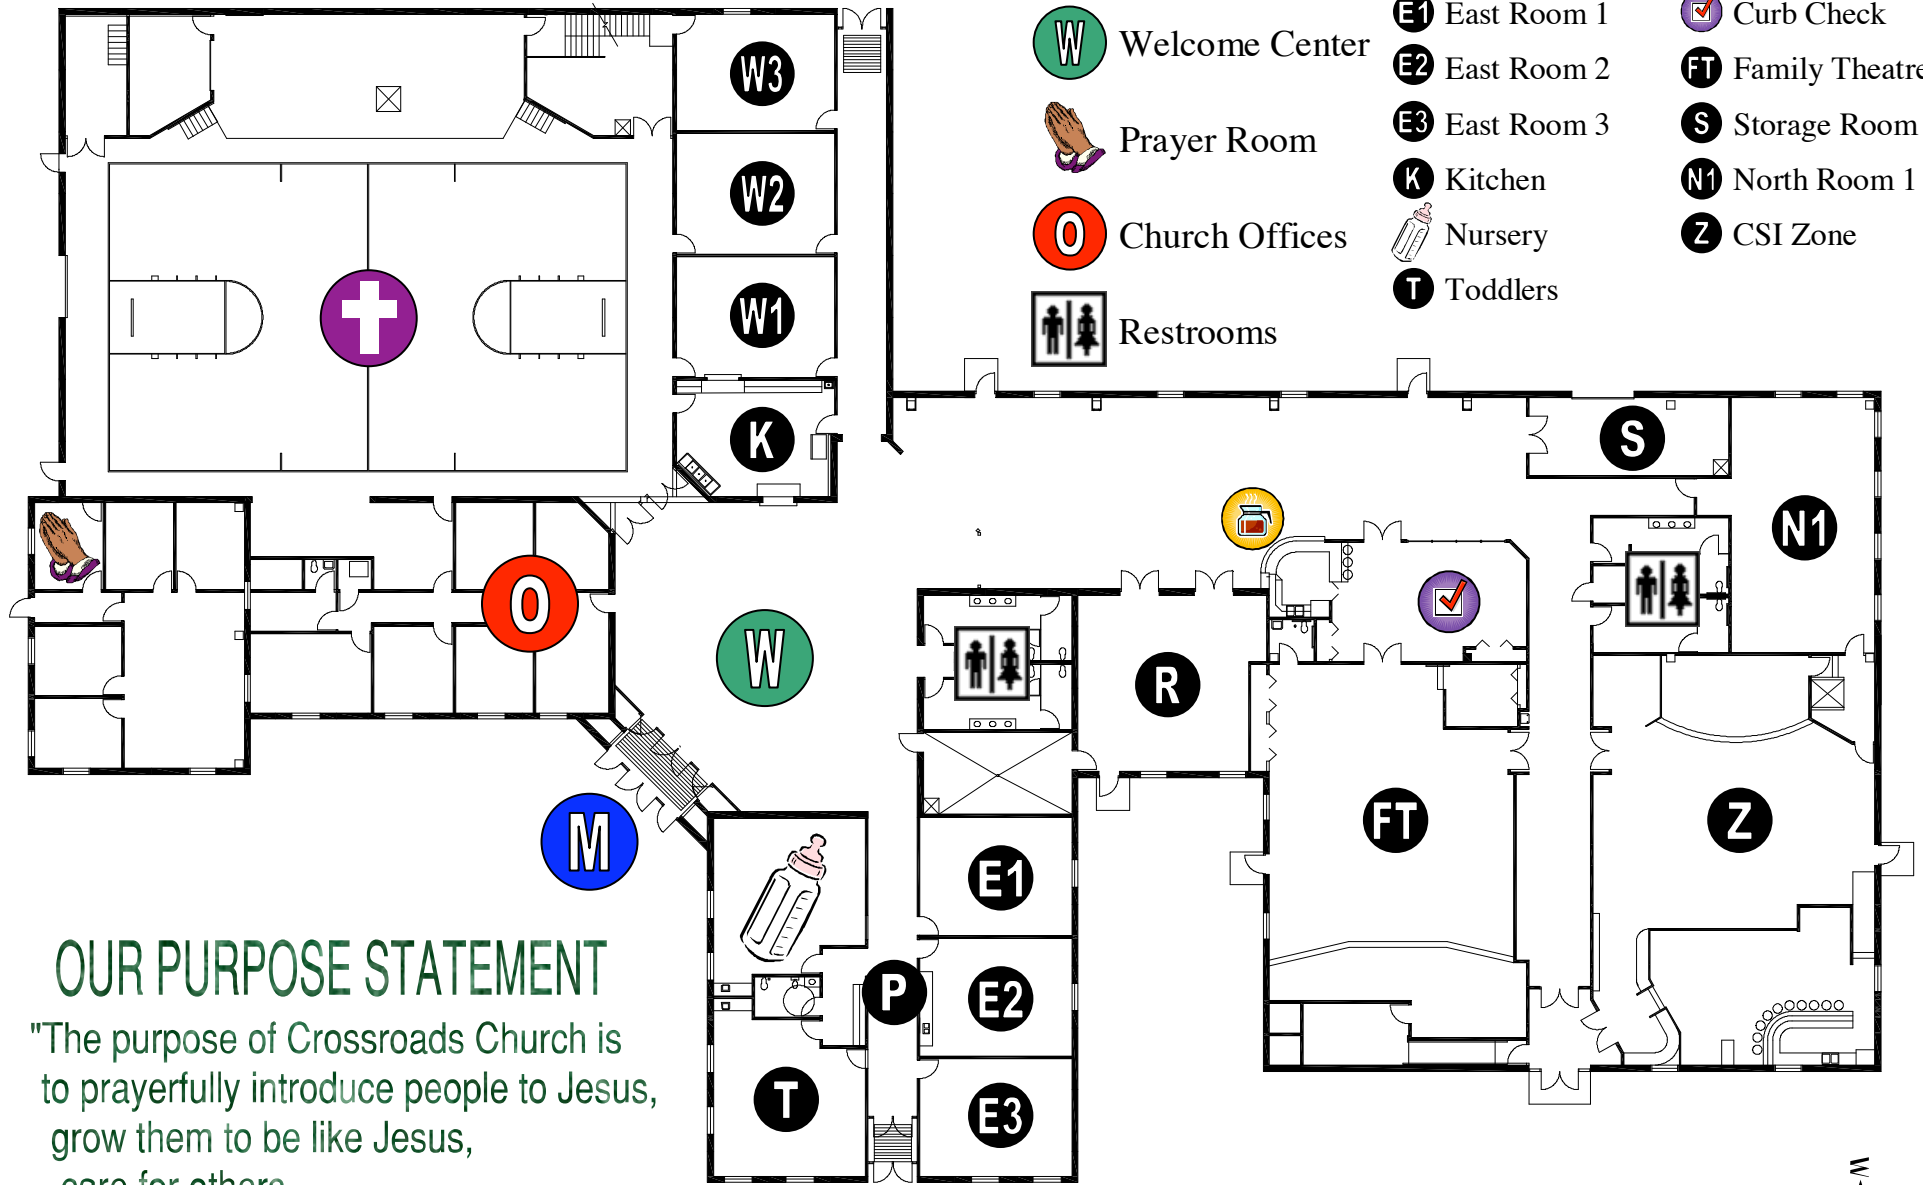 W Welcome Center
Prayer Room
O Church Offices
Restrooms
E1 East Room 1
E2 East Room 2
E3 East Room 3
K Kitchen
Nursery
T Toddlers
Curb Check
FT Family Theatre
S Storage Room
N1 North Room 1
Z CSI Zone
W3
W2
W1
K
S
N1
O
W
R
M
FT
Z
E1
P
E2
T
E3
OUR PURPOSE STATEMENT
"The purpose of Crossroads Church is
to prayerfully introduce people to Jesus,
grow them to be like Jesus,
care for others
W